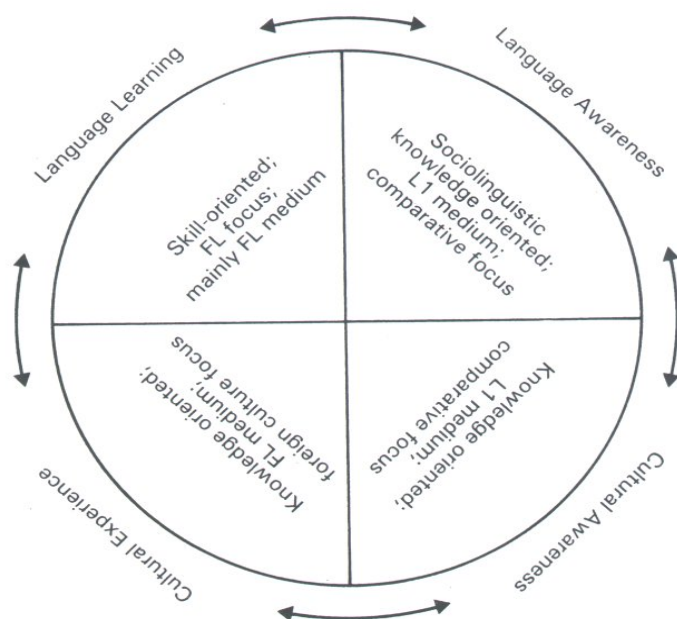 Language Learning
Language Awareness
Skill-oriented;
FL focus;
mainly FL medium
Sociolinguistic
knowledge oriented;
L1 medium;
comparative focus
Knowledge oriented;
FL medium;
foreign culture focus
Knowledge oriented;
L1 medium;
comparative focus
Cultural Experience
Cultural Awareness